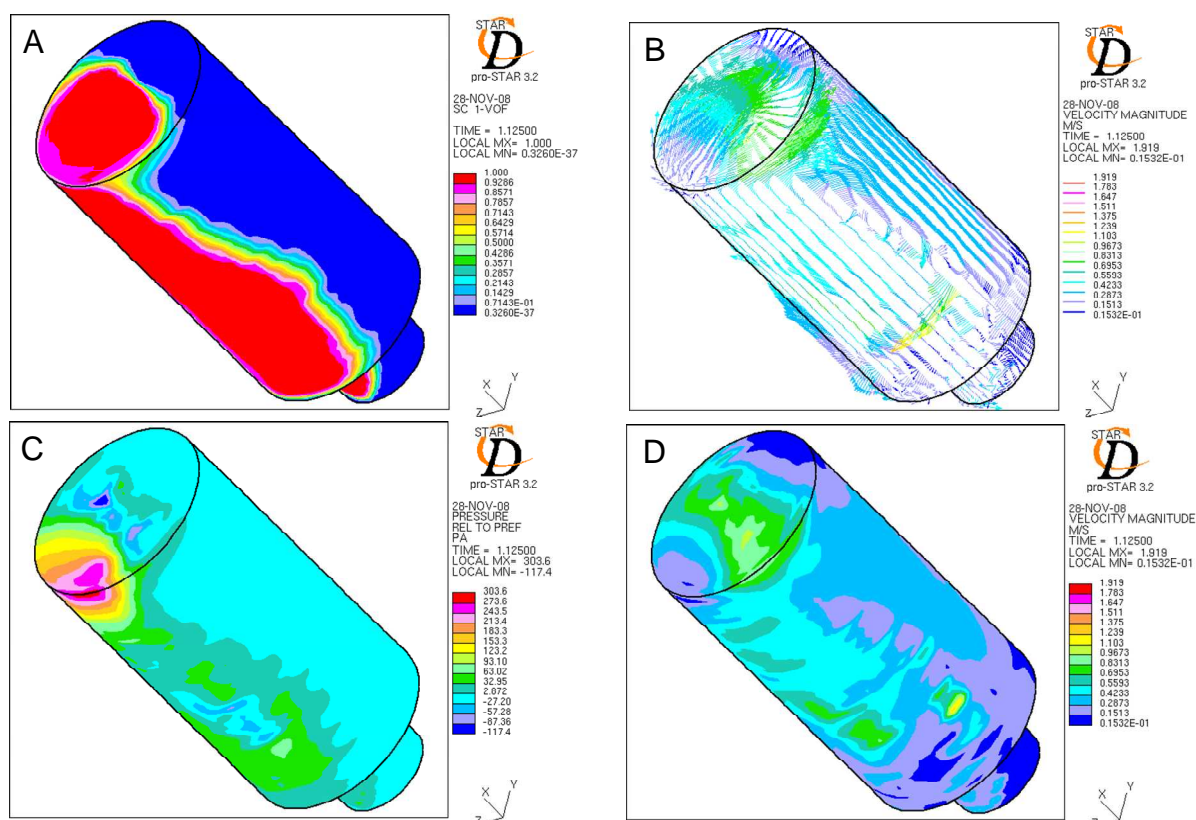 A
STAR
D
pro-STAR 3.2
28-NOV-08
SC 1-VOF
TIME = 1.12500
LOCAL MX= 1.000
LOCAL MN= 0.3260E-37
1.000
0.9286
0.8571
0.7857
0.7143
0.6429
0.5714
0.5000
0.4286
0.3571
0.2857
0.2143
0.1429
0.7143E-01
0.3260E-37
X
Y
Z
B
STAR
D
pro-STAR 3.2
28-NOV-08
VELOCITY MAGNITUDE
M/S
TIME = 1.12500
LOCAL MX= 1.919
LOCAL MN= 0.1532E-01
1.919
1.783
1.647
1.511
1.375
1.239
1.103
0.9673
0.8313
0.6953
0.5593
0.4233
0.2873
0.1513
0.1532E-01
X
Y
Z
C
STAR
D
pro-STAR 3.2
28-NOV-08
PRESSURE
REL TO PREF
PA
TIME = 1.12500
LOCAL MX= 303.6
LOCAL MN= -117.4
303.6
273.6
243.5
213.4
183.3
153.3
123.2
93.10
63.02
32.95
2.872
-27.20
-57.28
-87.36
-117.4
X
Y
Z
D
STAR
D
pro-STAR 3.2
28-NOV-08
VELOCITY MAGNITUDE
M/S
TIME = 1.12500
LOCAL MX= 1.919
LOCAL MN= 0.1532E-01
1.919
1.783
1.647
1.511
1.375
1.239
1.103
0.9673
0.8313
0.6953
0.5593
0.4233
0.2873
0.1513
0.1532E-01
X
Y
Z